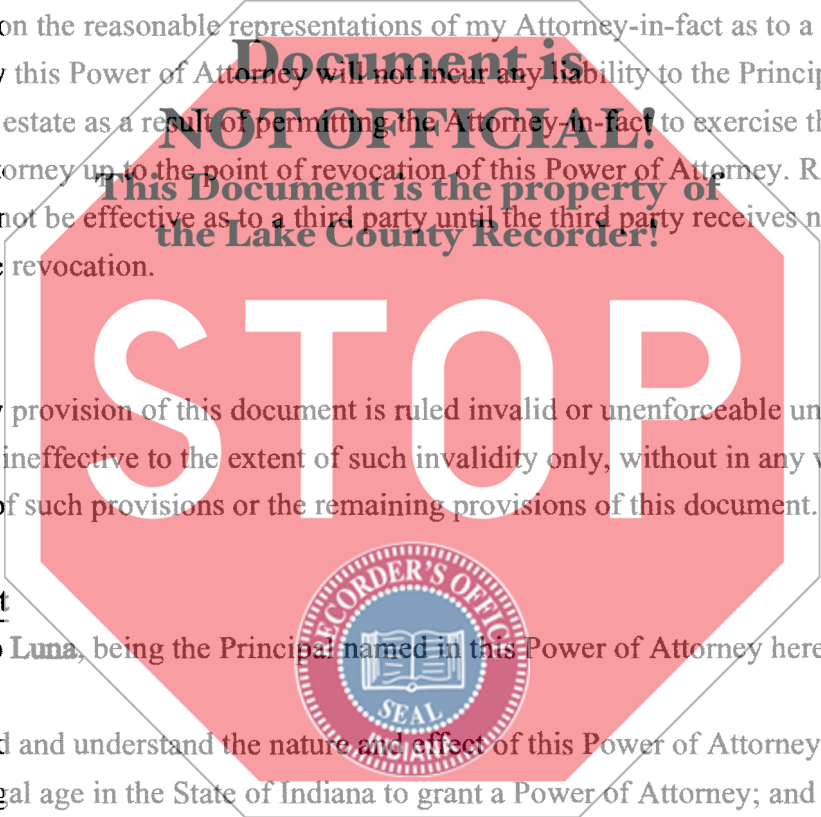 on the reasonable representations of my Attorney-in-fact as to a
Document is
this Power of Attorney will not incur any liability to the Princip
NOT OFFICIAL!
estate as a result of permitting the Attorney-in-fact to exercise th
orney up to the point of revocation of this Power of Attorney. R
This Document is the property of
not be effective as to a third party until the third party receives n
the Lake County Recorder!
revocation.
STOP
provision of this document is ruled invalid or unenforceable un
ineffective to the extent of such invalidity only, without in any
of such provisions or the remaining provisions of this document.
Luna, being the Principal named in this Power of Attorney here
RECORDER'S OFFIC
SEAL
d and understand the nature and effect of this Power of Attorney
gal age in the State of Indiana to grant a Power of Attorney; and